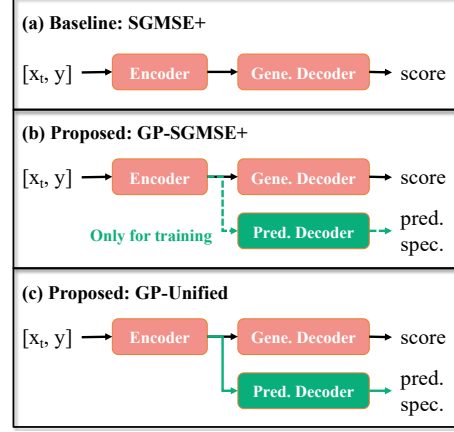 (a) Baseline: SGMSE+
[xₜ, y] Encoder Gene. Decoder score
(b) Proposed: GP-SGMSE+
[xₜ, y] Encoder Gene. Decoder score
Only for training Pred. Decoder pred. spec.
(c) Proposed: GP-Unified
[xₜ, y] Encoder Gene. Decoder score
Pred. Decoder pred. spec.